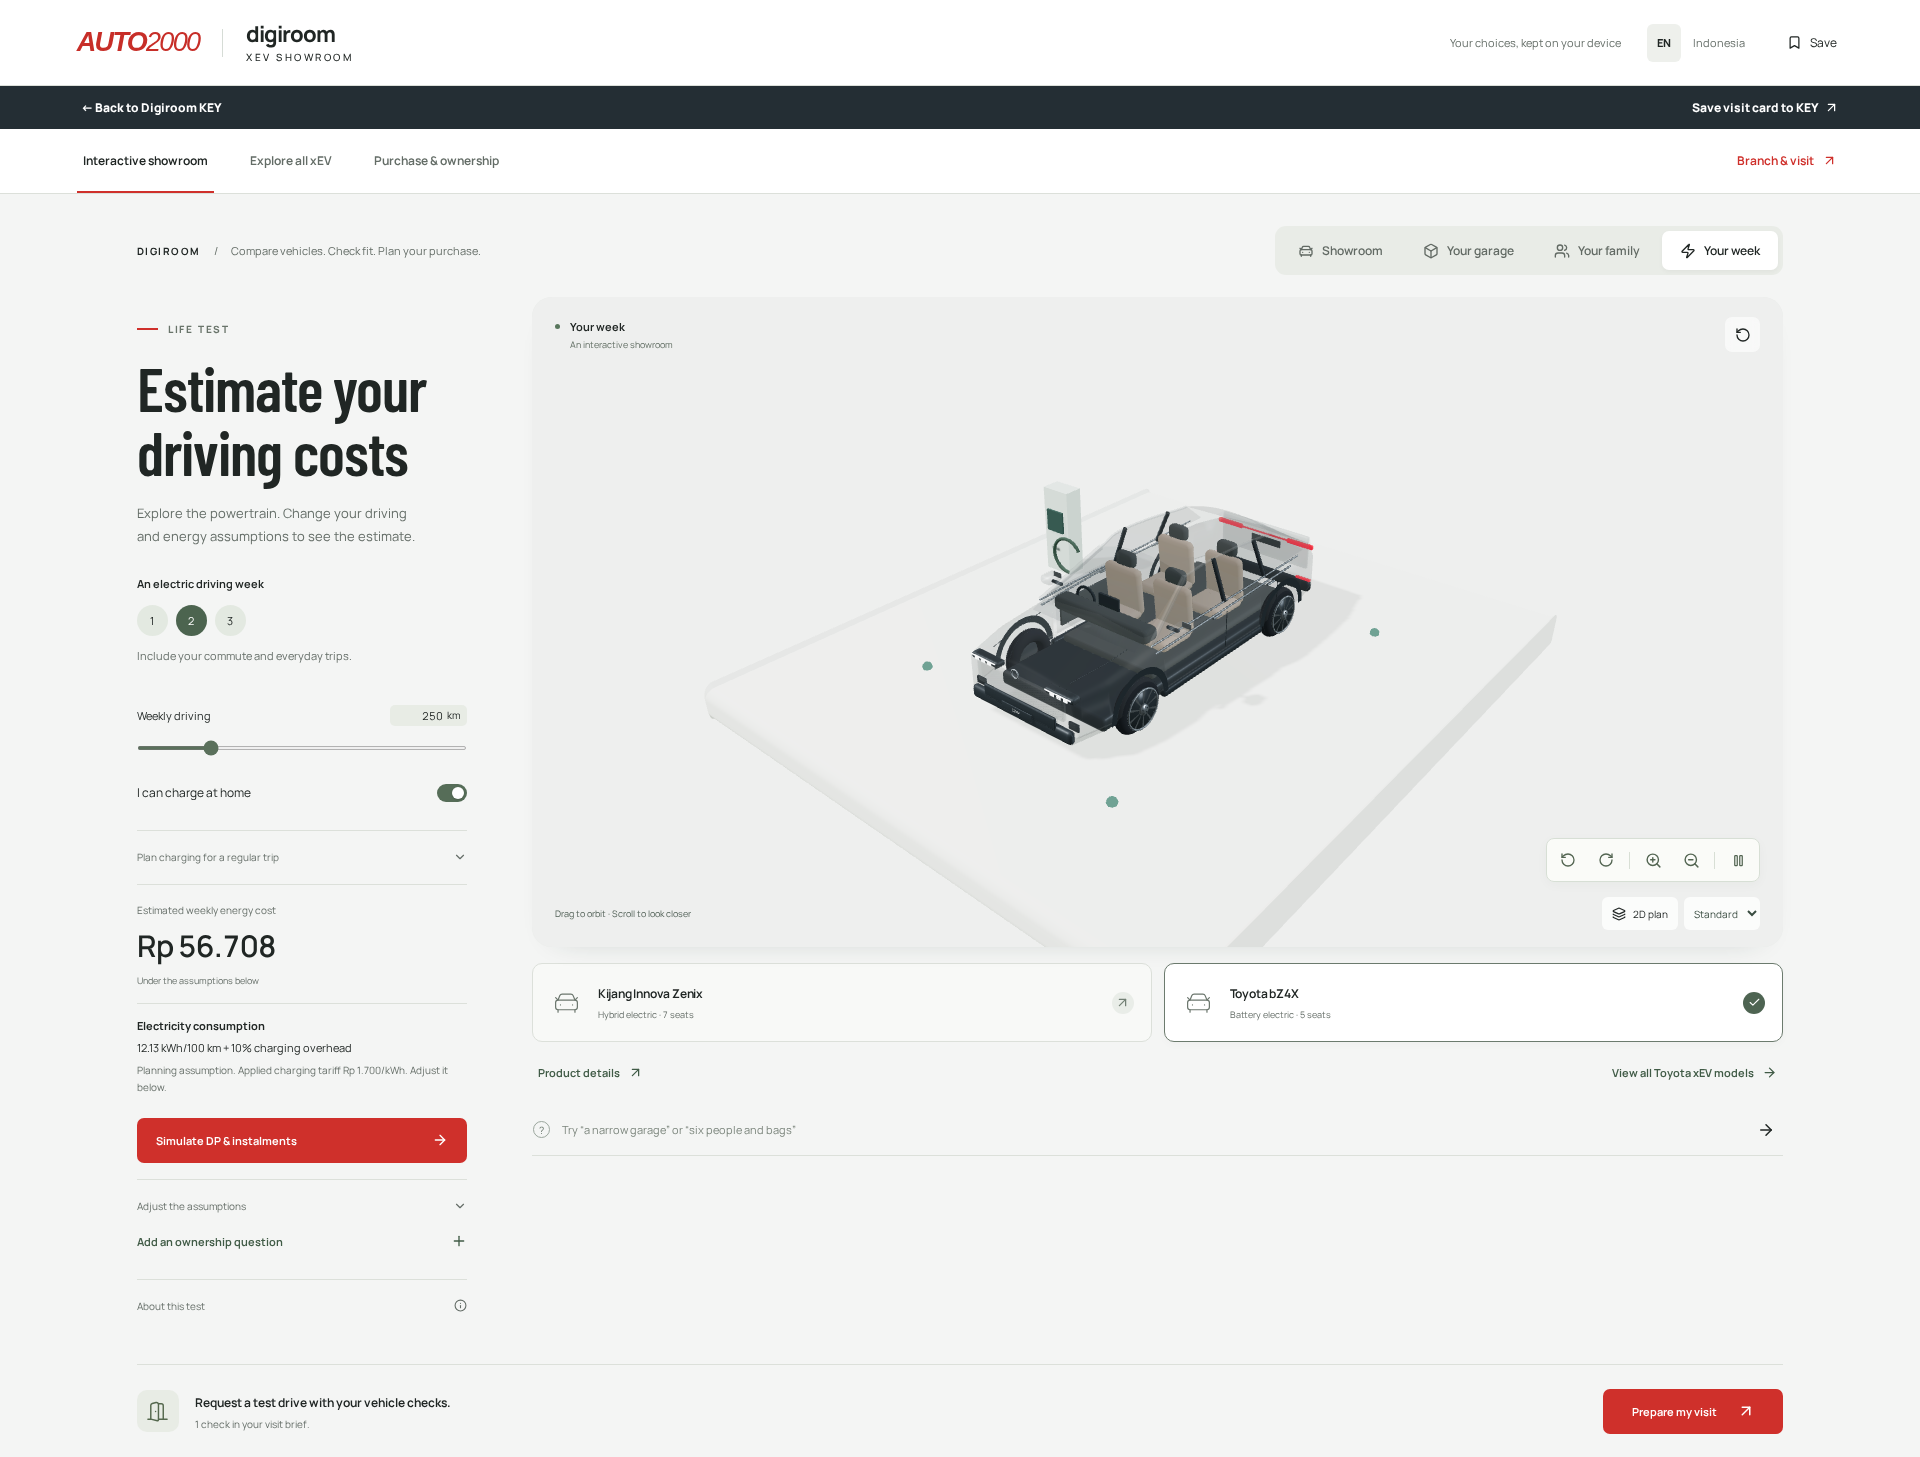 AUTO2000
digiroom
XEV SHOWROOM
Your choices, kept on your device
EN
Indonesia
Save
← Back to Digiroom KEY
Save visit card to KEY
Interactive showroom
Explore all xEV
Purchase & ownership
Branch & visit
DIGIROOM / Compare vehicles. Check fit. Plan your purchase.
Showroom
Your garage
Your family
Your week
LIFE TEST
Estimate your
driving costs
Explore the powertrain. Change your driving
and energy assumptions to see the estimate.
An electric driving week
1
2
3
Include your commute and everyday trips.
Weekly driving
250 km
I can charge at home
Plan charging for a regular trip
Estimated weekly energy cost
Rp 56.708
Under the assumptions below
Electricity consumption
12.13 kWh/100 km + 10% charging overhead
Planning assumption. Applied charging tariff Rp 1.700/kWh. Adjust it
below.
Simulate DP & instalments
Adjust the assumptions
Add an ownership question
About this test
Your week
An interactive showroom
Drag to orbit · Scroll to look closer
2D plan
Standard
Kijang Innova Zenix
Hybrid electric · 7 seats
Toyota bZ4X
Battery electric · 5 seats
Product details
View all Toyota xEV models
Try “a narrow garage” or “six people and bags”
Request a test drive with your vehicle checks.
1 check in your visit brief.
Prepare my visit